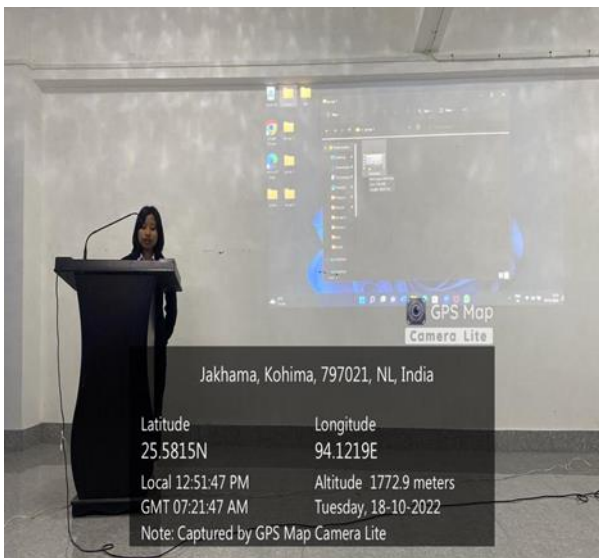 GPS Map
Camera Lite
Jakhama, Kohima, 797021, NL, India
Latitude
Longitude
25.5815N
94.1219E
Local 12:51:47 PM
Altitude 1772.9 meters
GMT 07:21:47 AM
Tuesday, 18-10-2022
Note: Captured by GPS Map Camera Lite